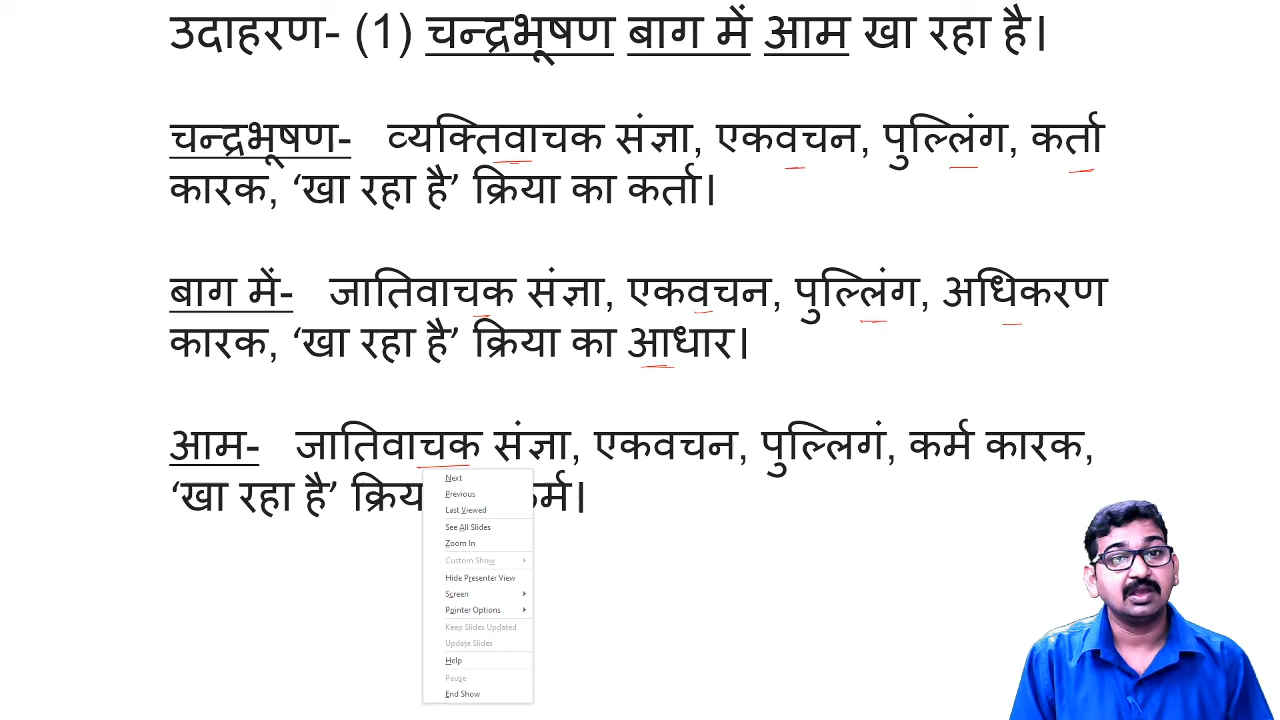 उदाहरण- (1) चन्द्रभूषण बाग में आम खा रहा है।
चन्द्रभूषण- व्यक्तिवाचक संज्ञा, एकवचन, पुल्लिंग, कर्ता
कारक, ‘खा रहा है’ क्रिया का कर्ता।
बाग में- जातिवाचक संज्ञा, एकवचन, पुल्लिंग, अधिकरण
कारक, ‘खा रहा है’ क्रिया का आधार।
आम- जातिवाचक संज्ञा, एकवचन, पुल्लिगं, कर्म कारक,
‘खा रहा है’
Next
Previous
Last Viewed
See All Slides
Zoom In
Custom Show
Hide Presenter View
Screen
Pointer Options
Keep Slides Updated
Update Slides
Help
Pause
End Show